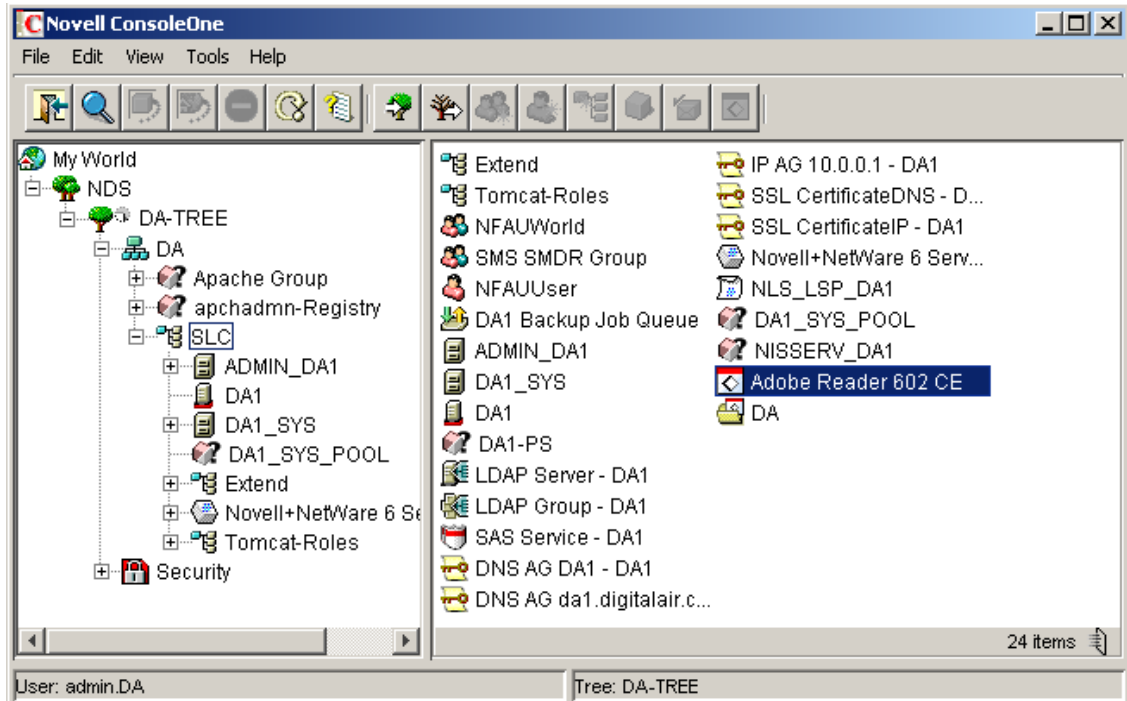 Novell ConsoleOne
File Edit View Tools Help
My World
NDS
DA-TREE
DA
Apache Group
apchadmn-Registry
SLC
ADMIN_DA1
DA1
DA1_SYS
DA1_SYS_POOL
Extend
Novell+NetWare 6 Se
Tomcat-Roles
Security
Extend
Tomcat-Roles
NFAUWorld
SMS SMDR Group
NFAUUser
DA1 Backup Job Queue
ADMIN_DA1
DA1_SYS
DA1
DA1-PS
LDAP Server - DA1
LDAP Group - DA1
SAS Service - DA1
DNS AG DA1 - DA1
DNS AG da1.digitalair.c...
IP AG 10.0.0.1 - DA1
SSL CertificateDNS - D...
SSL CertificateIP - DA1
Novell+NetWare 6 Serv...
NLS_LSP_DA1
DA1_SYS_POOL
NISSERV_DA1
Adobe Reader 602 CE
DA
24 items
User: admin.DA
Tree: DA-TREE